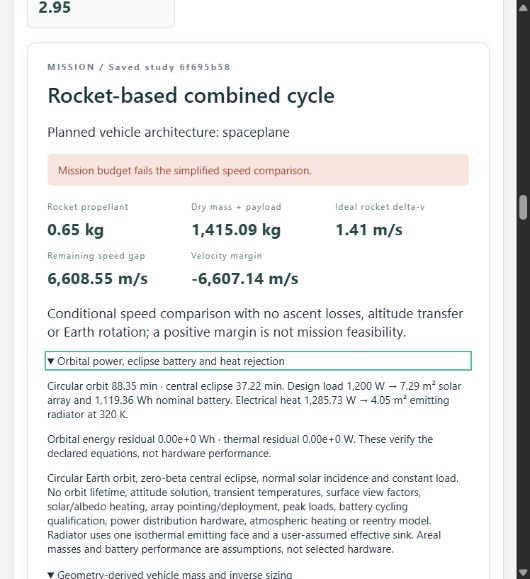 2.95
MISSION / Saved study 6f695b58
Rocket-based combined cycle
Planned vehicle architecture: spaceplane
Mission budget fails the simplified speed comparison.
Rocket propellant
Dry mass + payload
Ideal rocket delta-v
0.65 kg
1,415.09 kg
1.41 m/s
Remaining speed gap
Velocity margin
6,608.55 m/s
-6,607.14 m/s
Conditional speed comparison with no ascent losses, altitude transfer
or Earth rotation; a positive margin is not mission feasibility.
▼ Orbital power, eclipse battery and heat rejection
Circular orbit 88.35 min · central eclipse 37.22 min. Design load 1,200 W → 7.29 m² solar
array and 1,119.36 Wh nominal battery. Electrical heat 1,285.73 W → 4.05 m² emitting
radiator at 320 K.
Orbital energy residual 0.00e+0 Wh · thermal residual 0.00e+0 W. These verify the
declared equations, not hardware performance.
Circular Earth orbit, zero-beta central eclipse, normal solar incidence and constant load.
No orbit lifetime, attitude solution, transient temperatures, surface view factors,
solar/albedo heating, array pointing/deployment, peak loads, battery cycling
qualification, power distribution hardware, atmospheric heating or reentry model.
Radiator uses one isothermal emitting face and a user-assumed effective sink. Areal
masses and battery performance are assumptions, not selected hardware.
▼ Geometry-derived vehicle mass and inverse sizing